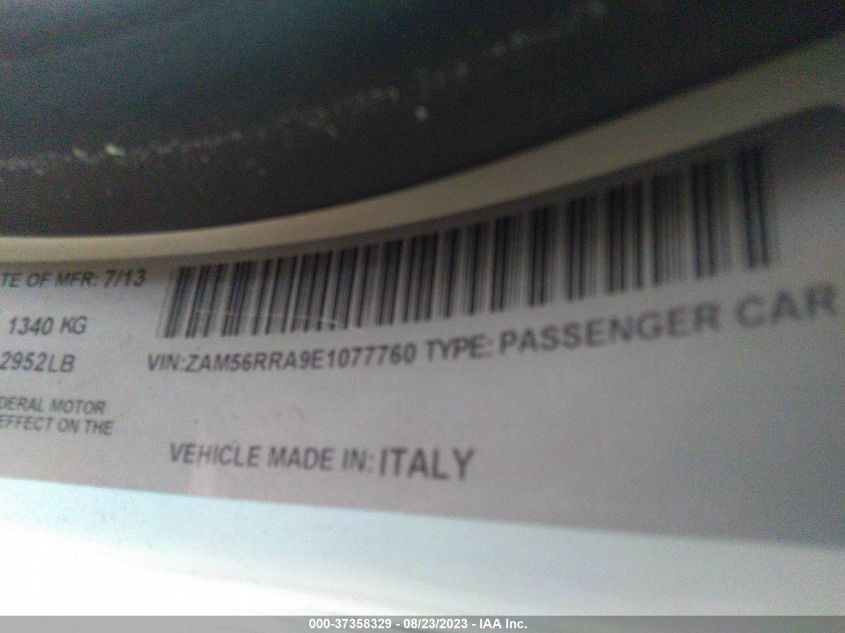 TE OF MFR: 7/13
1340 KG
2952LB
VIN:ZAM56RRA9E1077760 TYPE: PASSENGER CAR
DERAL MOTOR
EFFECT ON THE
VEHICLE MADE IN: ITALY
000-37358329 - 08/23/2023 - IAA Inc.